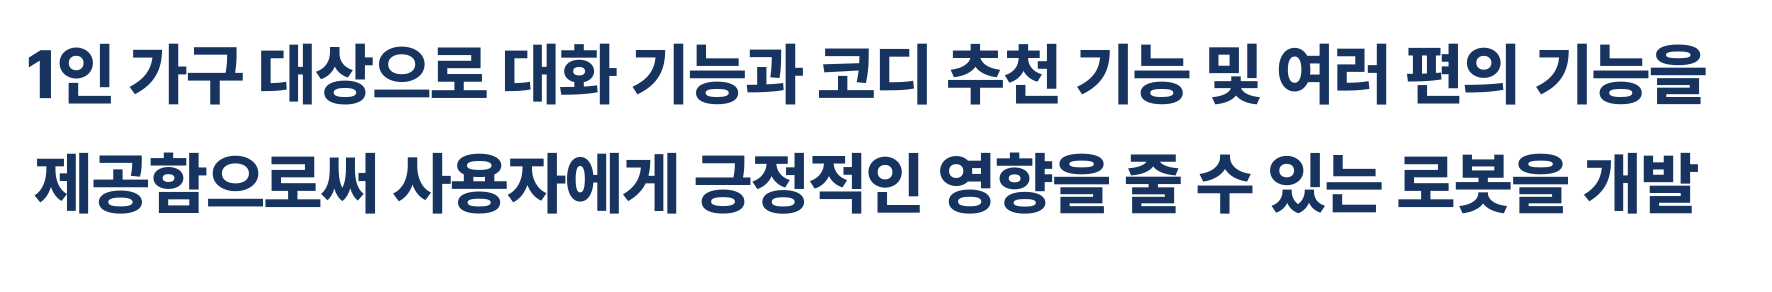 1인 가구 대상으로 대화 기능과 코디 추천 기능 및 여러 편의 기능을
제공함으로써 사용자에게 긍정적인 영향을 줄 수 있는 로봇을 개발